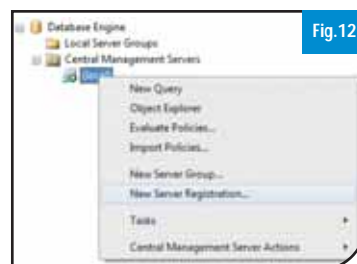 Fig.12
Database Engine
Local Server Groups
Central Management Servers
New Query
Object Explorer
Evaluate Policies...
Import Policies...
New Server Group...
New Server Registration...
Tasks
Central Management Server Actions